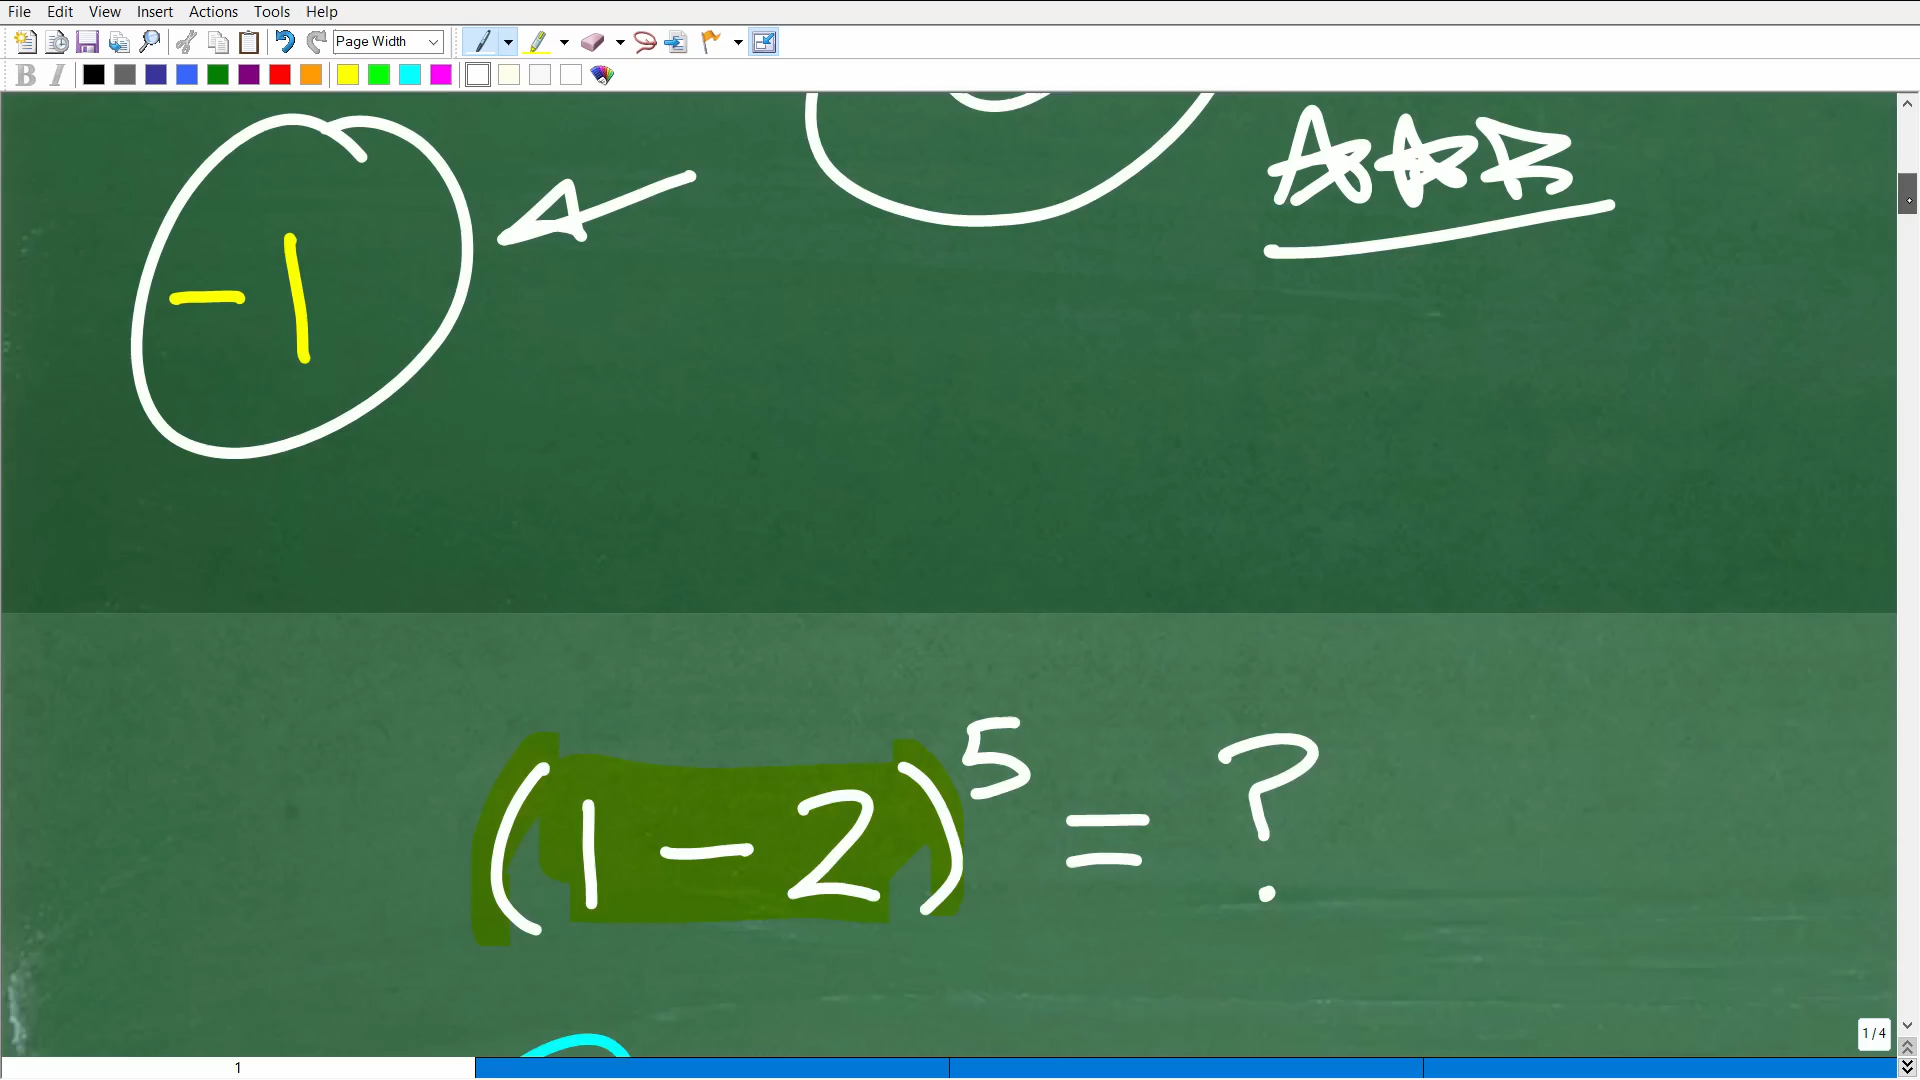 File Edit View Insert Actions Tools Help
Page Width
B I
- 1
(1 - 2)⁵ = ?
1 / 4
1